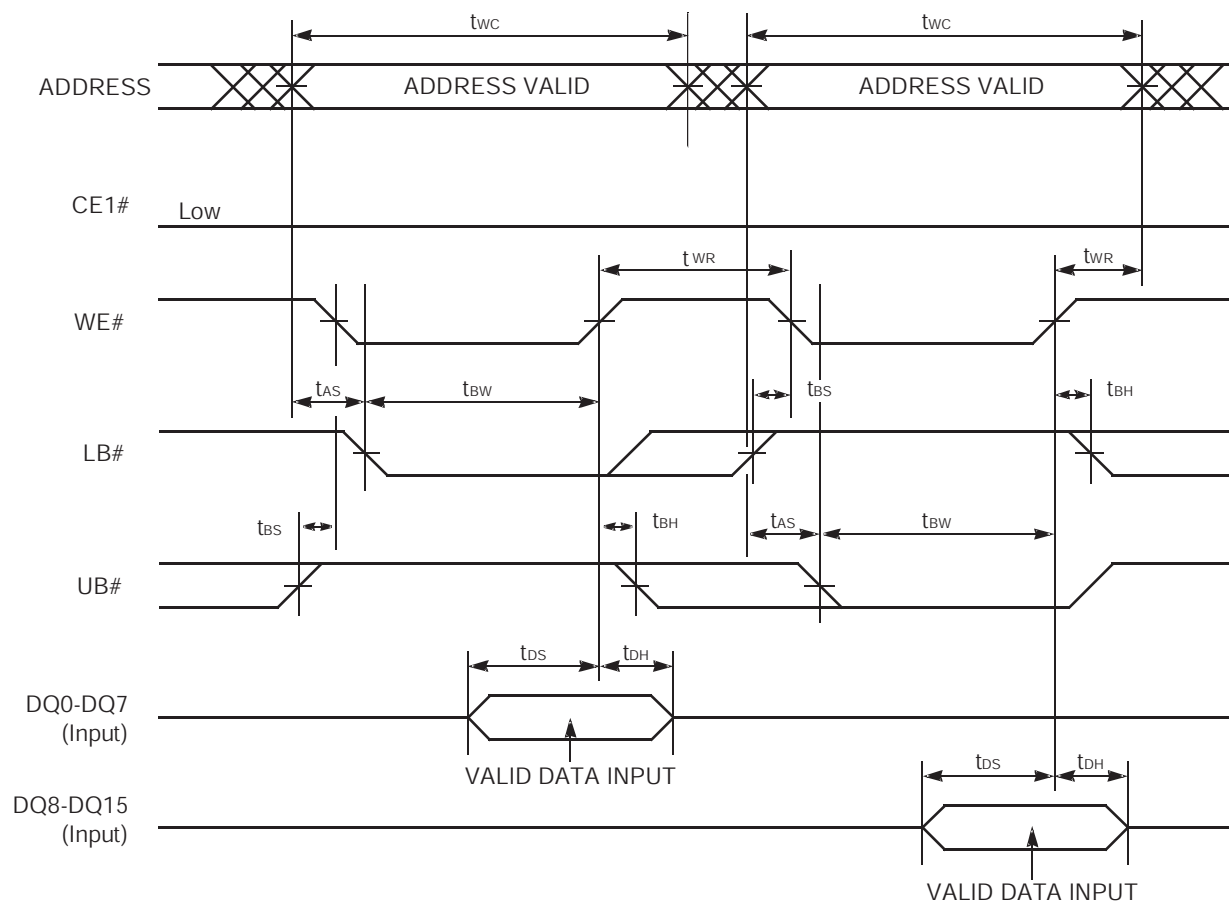 tWC tWC
ADDRESS ADDRESS VALID ADDRESS VALID
CE1# Low
tWR tWR
WE#
tAS tBW tBS tBH
LB#
tBS tBH tAS tBW
UB#
tDS tDH
DQ0-DQ7
(Input)
VALID DATA INPUT
tDS tDH
DQ8-DQ15
(Input)
VALID DATA INPUT